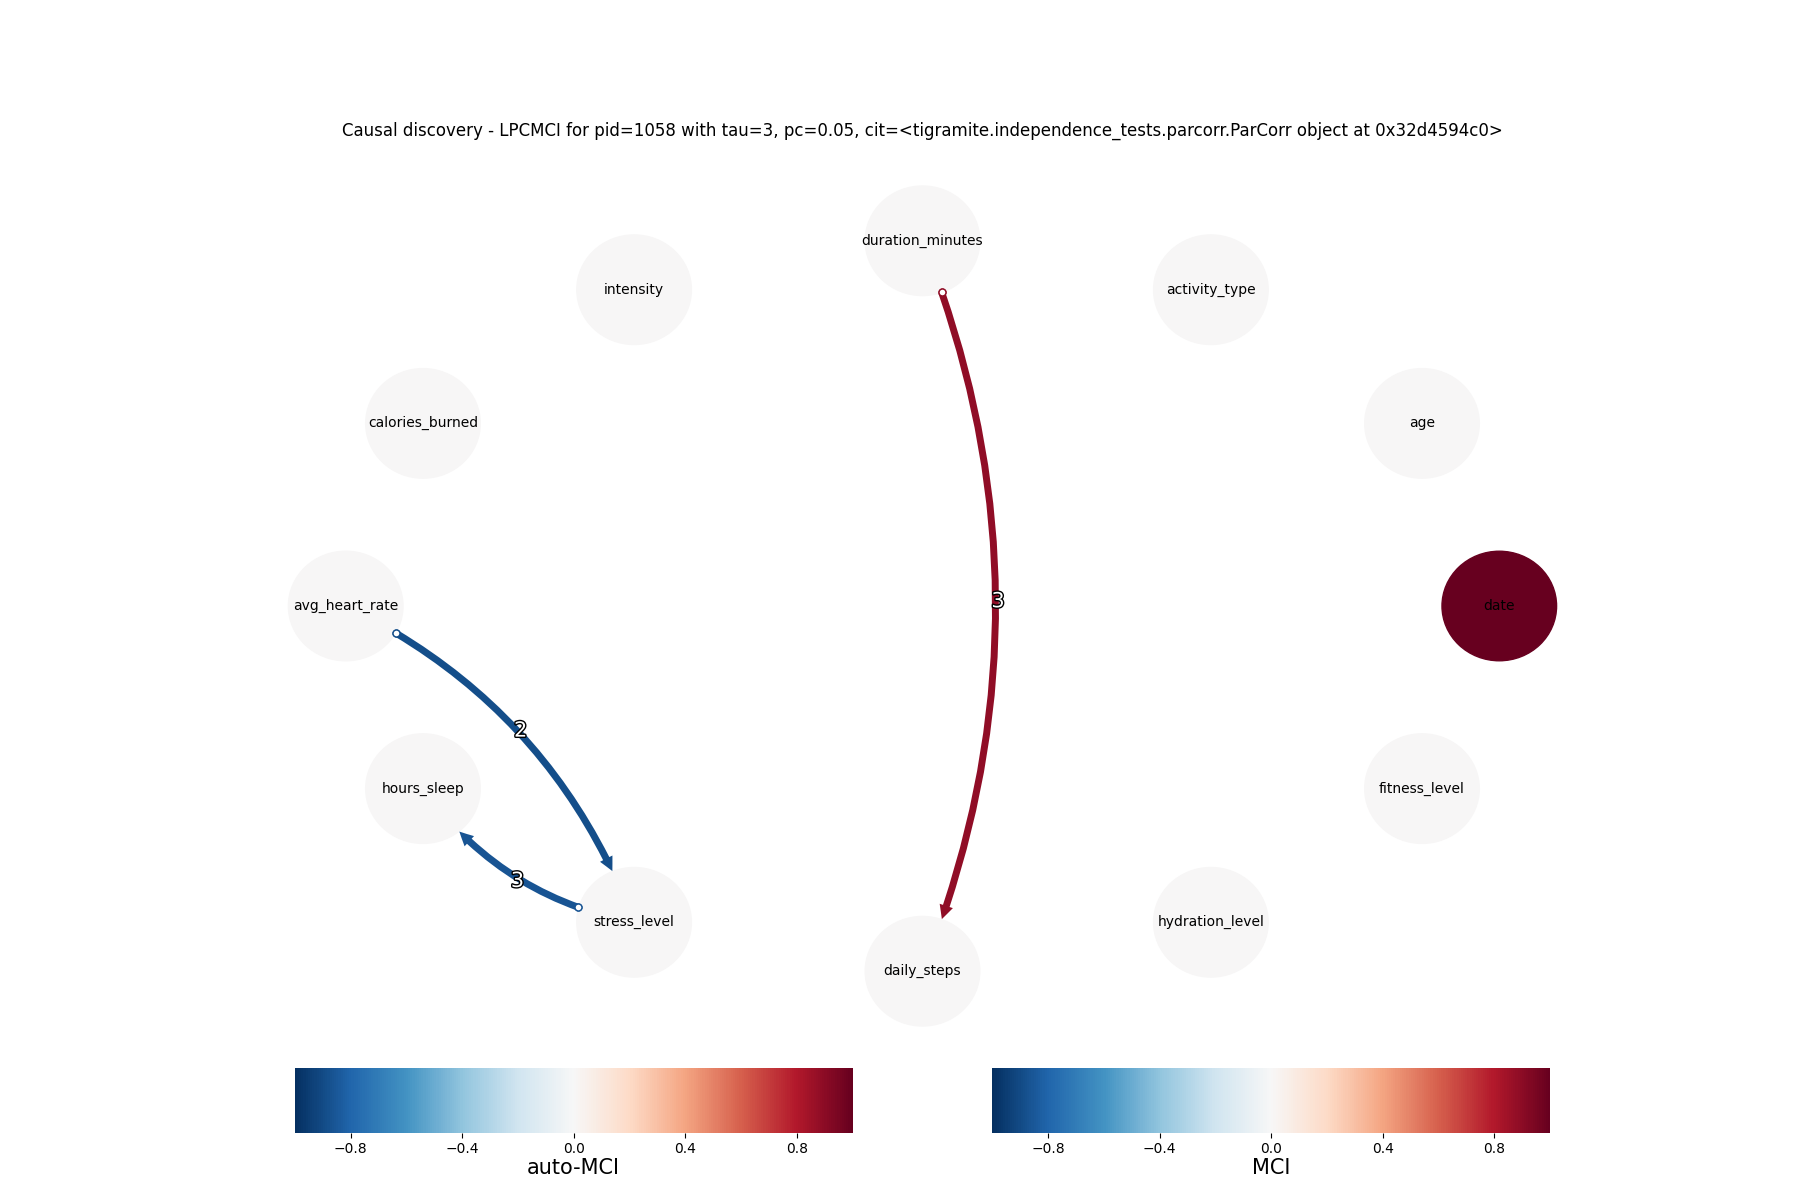 Causal discovery - LPCMCI for pid=1058 with tau=3, pc=0.05, cit=<tigramite.independence_tests.parcorr.ParCorr object at 0x32d4594c0>
duration_minutes
intensity
activity_type
calories_burned
age
avg_heart_rate
3
date
2
hours_sleep
fitness_level
3
stress_level
hydration_level
daily_steps
−0.8 −0.4 0.0 0.4 0.8
auto-MCI
−0.8 −0.4 0.0 0.4 0.8
MCI